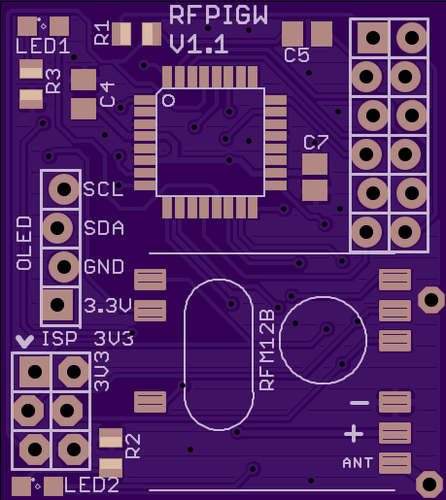 RFPIGW
V1.1
LED1
R1
C5
R3
C4
C7
OLED
SCL
SDA
GND
3.3V
ISP 3V3
3V3
RFM12B
R2
−
+
ANT
LED2